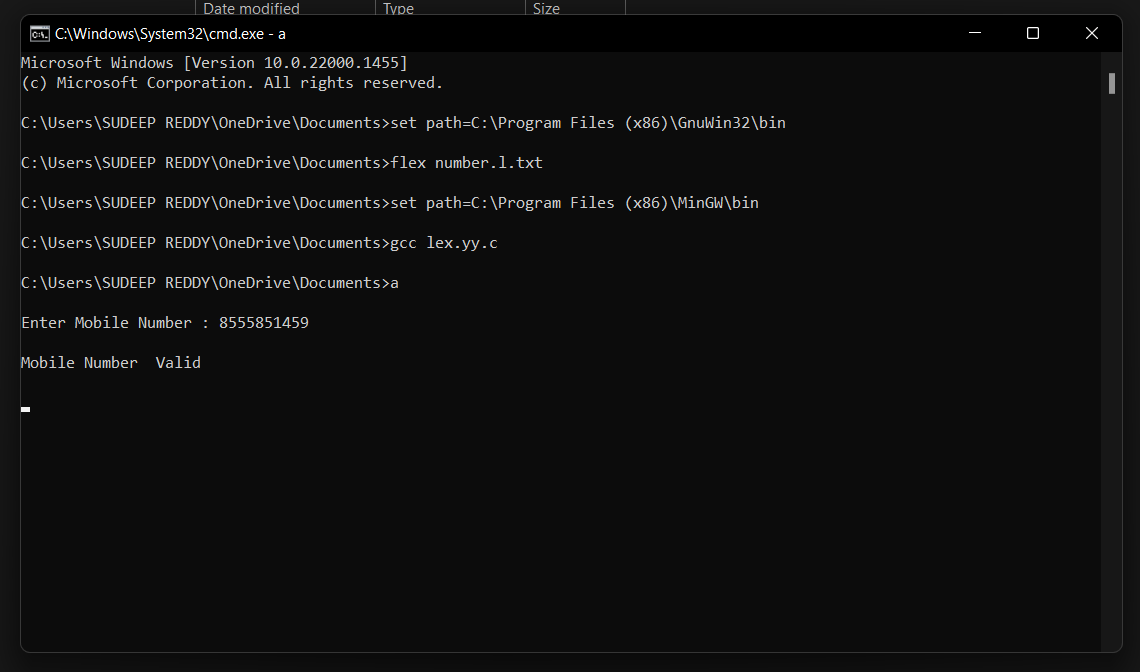 Date modified Type Size
C:\Windows\System32\cmd.exe - a
Microsoft Windows [Version 10.0.22000.1455]
(c) Microsoft Corporation. All rights reserved.
C:\Users\SUDEEP REDDY\OneDrive\Documents>set path=C:\Program Files (x86)\GnuWin32\bin
C:\Users\SUDEEP REDDY\OneDrive\Documents>flex number.l.txt
C:\Users\SUDEEP REDDY\OneDrive\Documents>set path=C:\Program Files (x86)\MinGW\bin
C:\Users\SUDEEP REDDY\OneDrive\Documents>gcc lex.yy.c
C:\Users\SUDEEP REDDY\OneDrive\Documents>a
Enter Mobile Number : 8555851459
Mobile Number  Valid